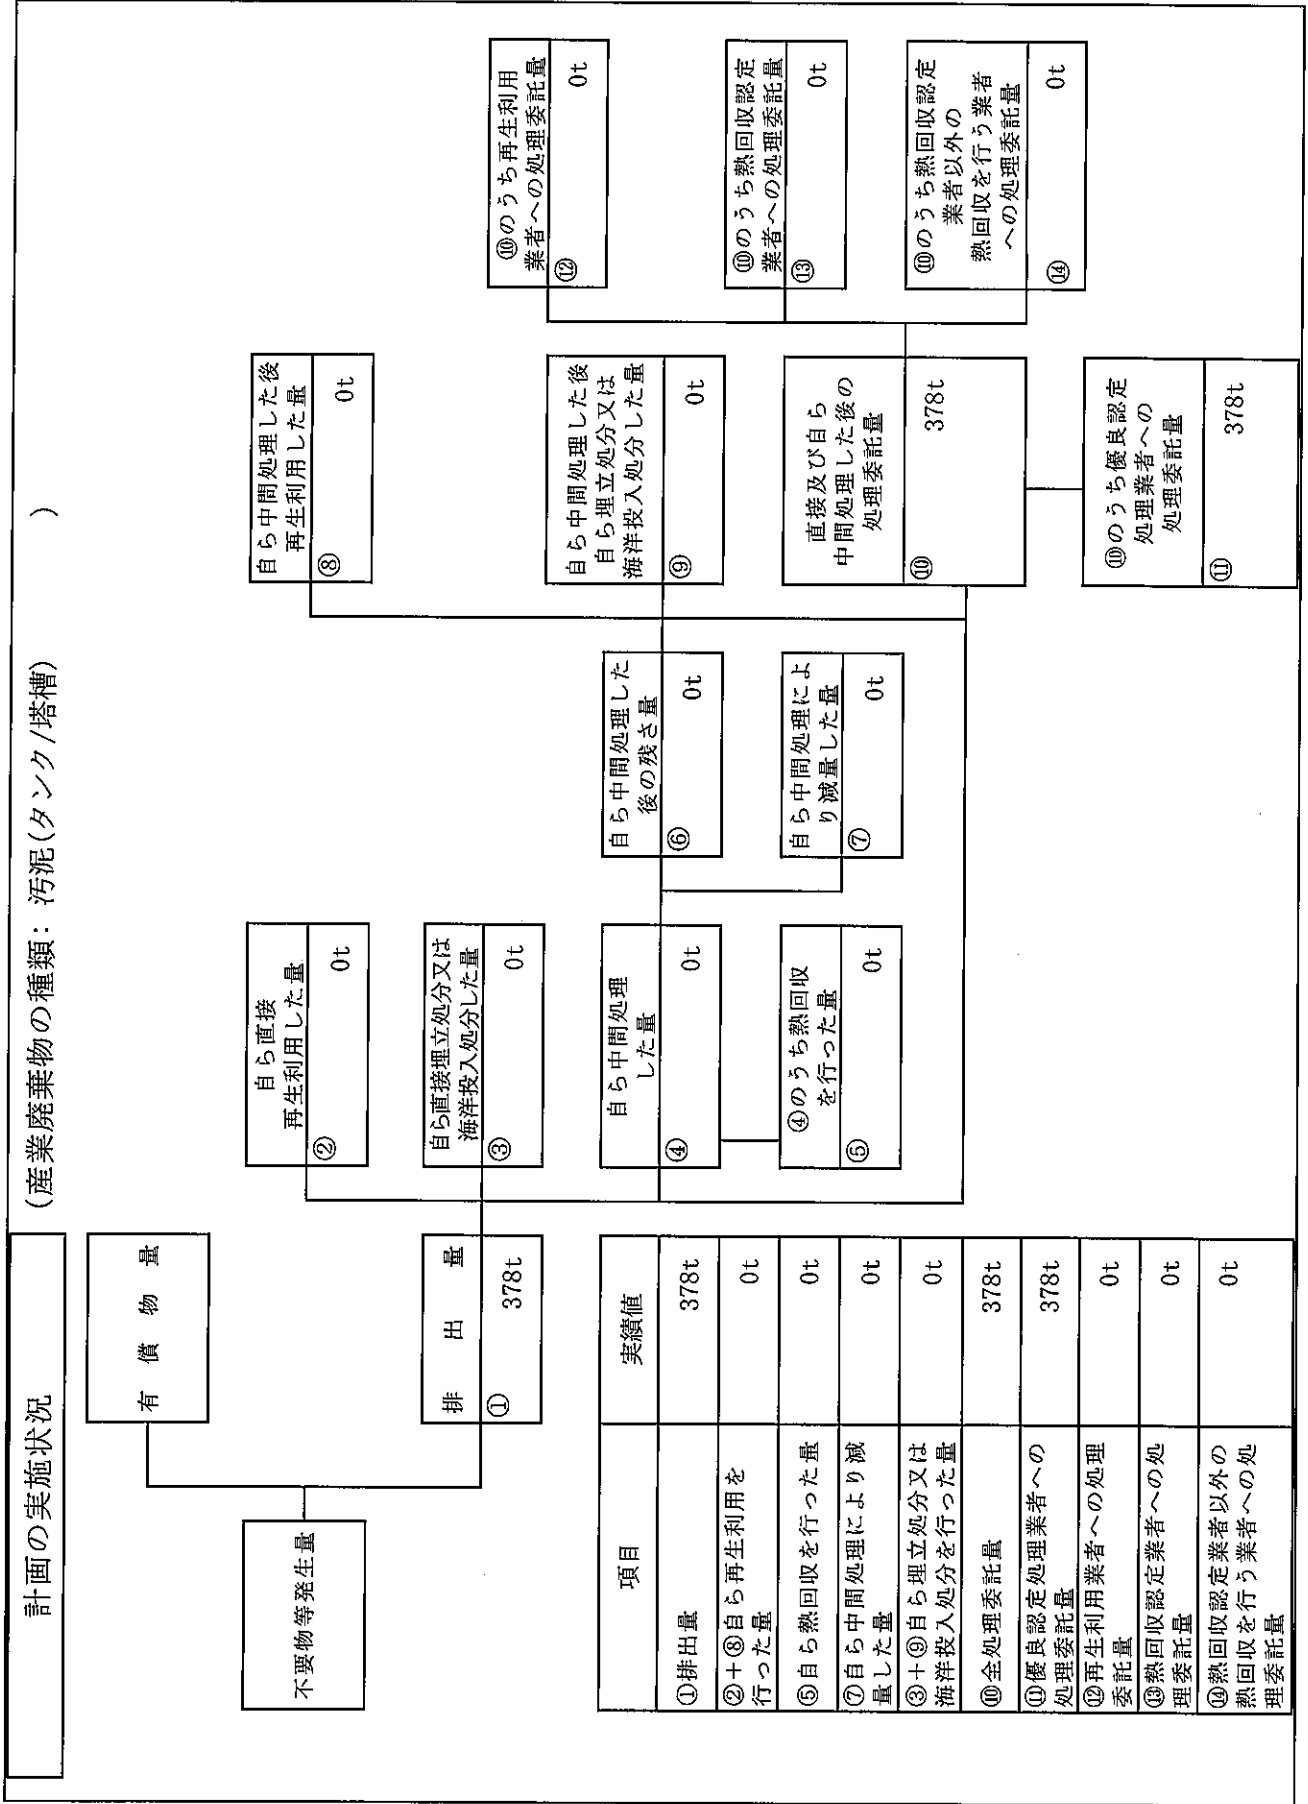 計画の実施状況
(産業廃棄物の種類: 汚泥(タンク/塔槽) )
不要物等発生量
有償物量
排出量
① 378t
自ら直接
再生利用した量
② 0t
自ら直接埋立処分又は
海洋投入処分した量
③ 0t
自ら中間処理
した量
④ 0t
④のうち熱回収
を行った量
⑤ 0t
自ら中間処理した
後の残さ量
⑥ 0t
自ら中間処理によ
り減量した量
⑦ 0t
自ら中間処理した後
再生利用した量
⑧ 0t
自ら中間処理した後
自ら埋立処分又は
海洋投入処分した量
⑨ 0t
直接及び自ら
中間処理した後の
処理委託量
⑩ 378t
⑩のうち優良認定
処理業者への
処理委託量
⑪ 378t
⑩のうち再生利用
業者への処理委託量
⑫ 0t
⑩のうち熱回収認定
業者への処理委託量
⑬ 0t
⑩のうち熱回収認定
業者以外の
熱回収を行う業者
への処理委託量
⑭ 0t
項目 実績値
①排出量 378t
②+⑧自ら再生利用を
行った量 0t
⑤自ら熱回収を行った量 0t
⑦自ら中間処理により減
量した量 0t
③+⑨自ら埋立処分又は
海洋投入処分を行った量 0t
⑩全処理委託量 378t
⑪優良認定処理業者への
処理委託量 378t
⑫再生利用業者への処理
委託量 0t
⑬熱回収認定業者への処
理委託量 0t
⑭熱回収認定業者以外の
熱回収を行う業者への処
理委託量 0t